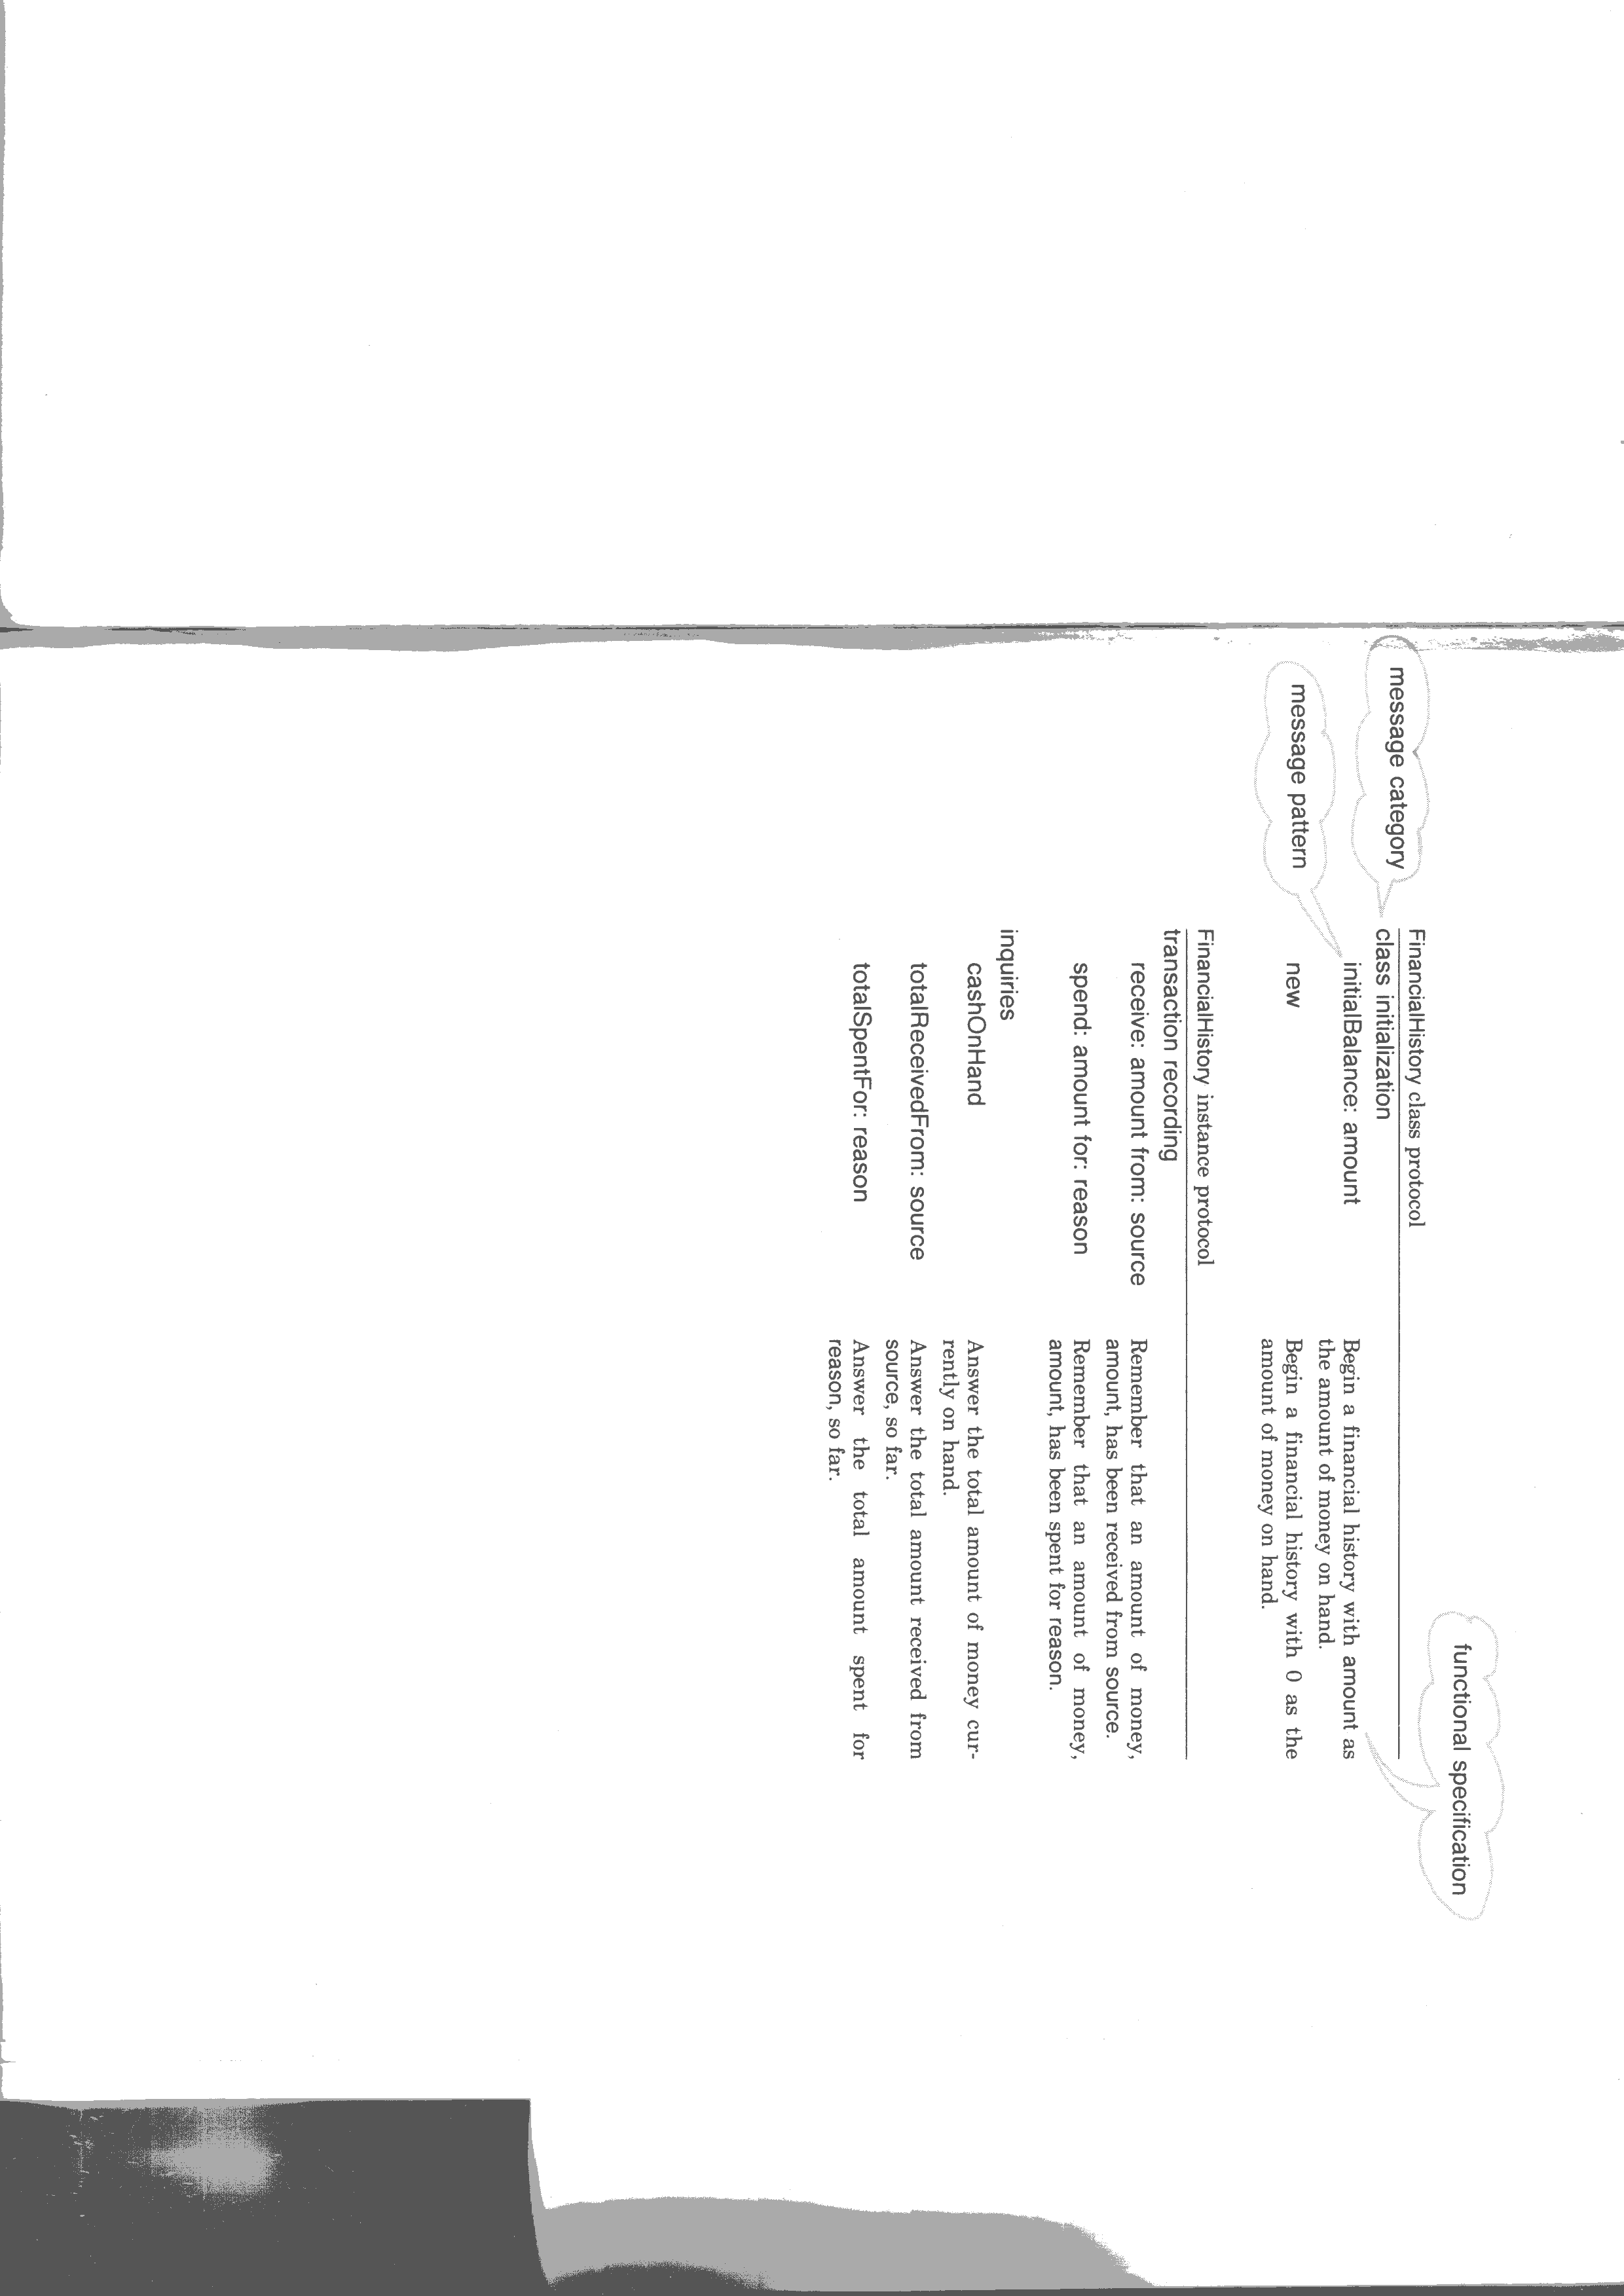 functional specification
message category
FinancialHistory class protocol
class initialization
message pattern
initialBalance: amount Begin a financial history with amount as
the amount of money on hand.
new Begin a financial history with 0 as the
amount of money on hand.
FinancialHistory instance protocol
transaction recording
receive: amount from: source Remember that an amount of money,
amount, has been received from source.
spend: amount for: reason Remember that an amount of money,
amount, has been spent for reason.
inquiries
cashOnHand Answer the total amount of money cur-
rently on hand.
totalReceivedFrom: source Answer the total amount received from
source, so far.
totalSpentFor: reason Answer the total amount spent for
reason, so far.